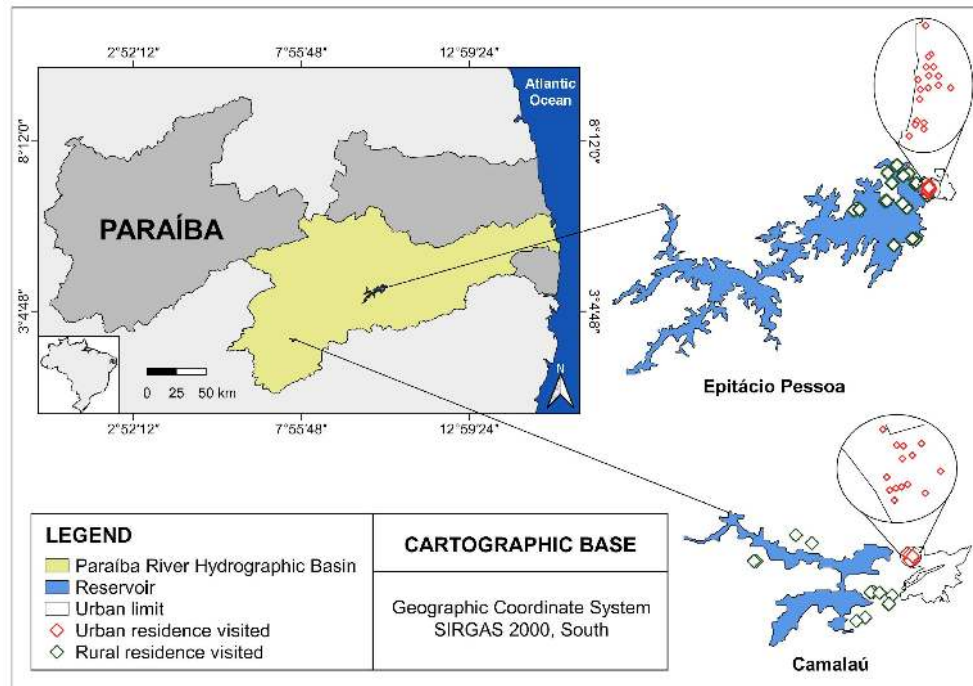 2°52'12"
7°55'48"
12°59'24"
Atlantic
Ocean
8°12'0"
8°12'0"
PARAÍBA
3°4'48"
3°4'48"
0 25 50 km
N
2°52'12"
7°55'48"
12°59'24"
Epitácio Pessoa
LEGEND
Paraíba River Hydrographic Basin
Reservoir
Urban limit
Urban residence visited
Rural residence visited
CARTOGRAPHIC BASE
Geographic Coordinate System
SIRGAS 2000, South
Camalaú